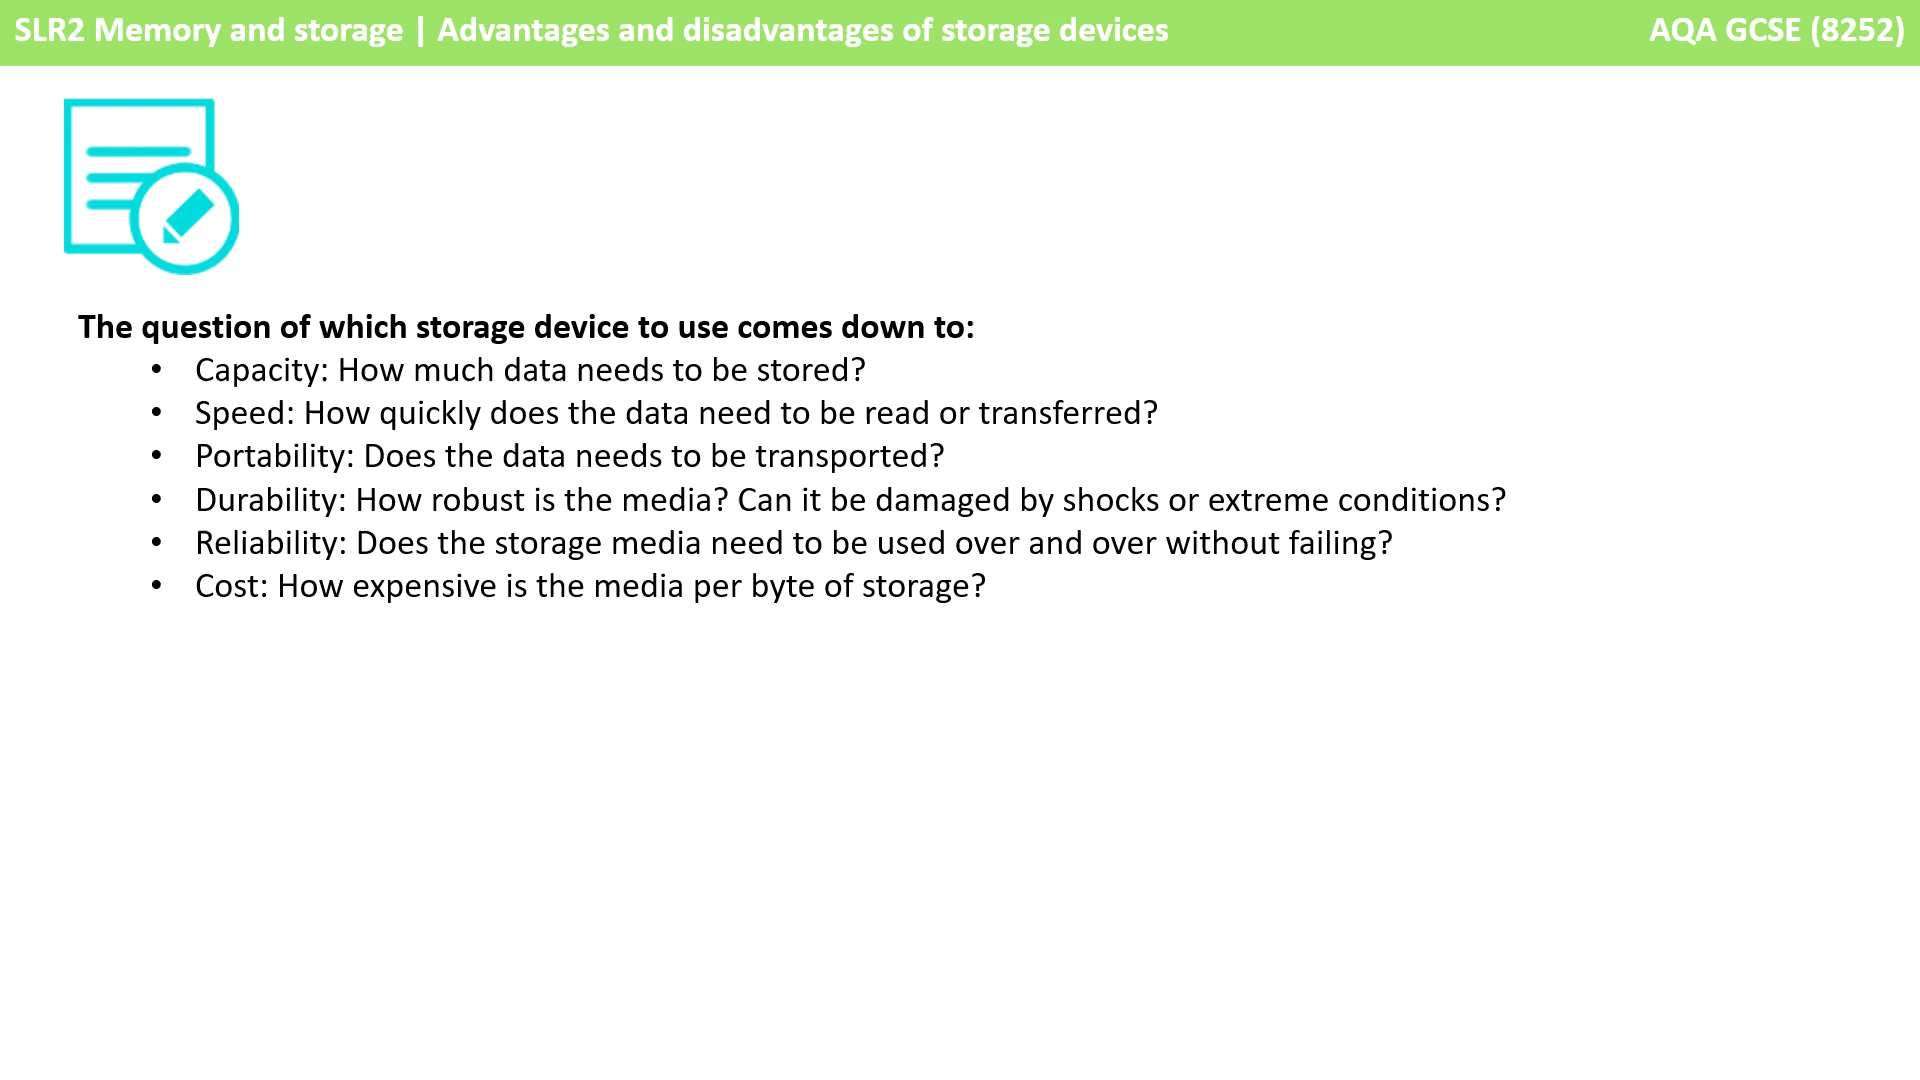 SLR2 Memory and storage | Advantages and disadvantages of storage devices
AQA GCSE (8252)
The question of which storage device to use comes down to:
• Capacity: How much data needs to be stored?
• Speed: How quickly does the data need to be read or transferred?
• Portability: Does the data needs to be transported?
• Durability: How robust is the media? Can it be damaged by shocks or extreme conditions?
• Reliability: Does the storage media need to be used over and over without failing?
• Cost: How expensive is the media per byte of storage?